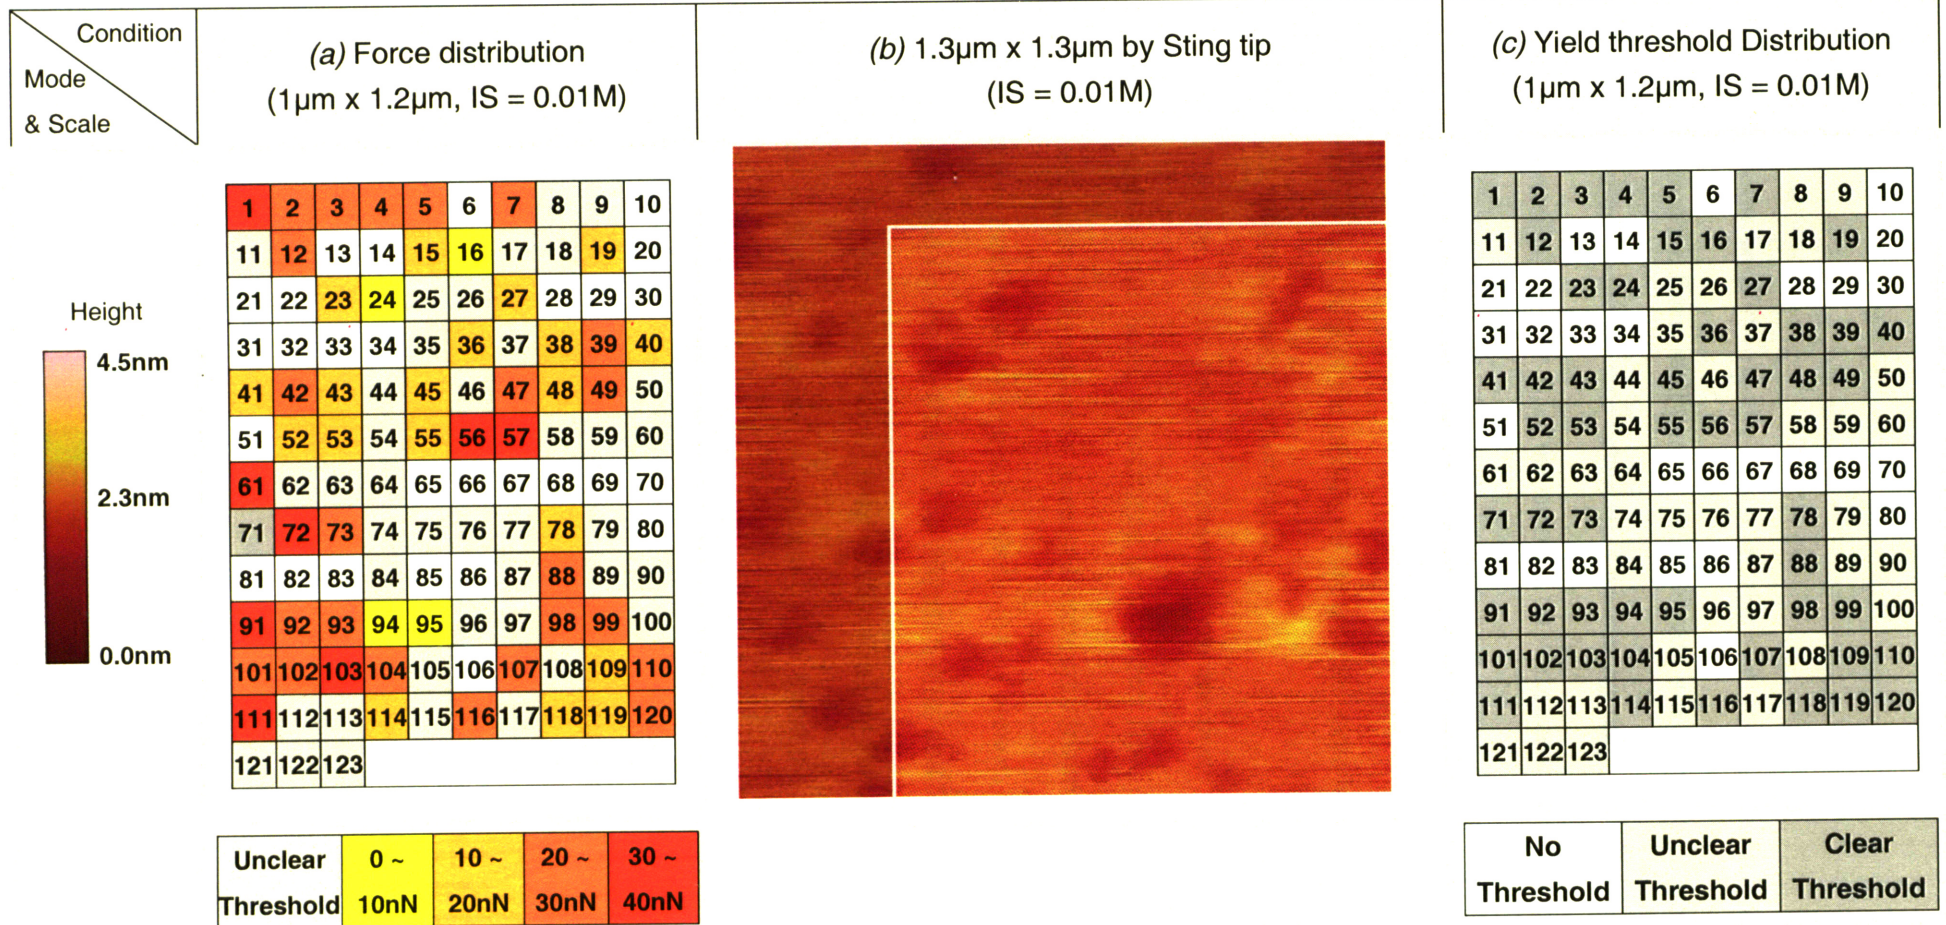 Condition
Mode
& Scale
(a) Force distribution
(1µm x 1.2µm, IS = 0.01M)
(b) 1.3µm x 1.3µm by Sting tip
(IS = 0.01M)
(c) Yield threshold Distribution
(1µm x 1.2µm, IS = 0.01M)
Height
4.5nm
2.3nm
0.0nm
1 2 3 4 5 6 7 8 9 10
11 12 13 14 15 16 17 18 19 20
21 22 23 24 25 26 27 28 29 30
31 32 33 34 35 36 37 38 39 40
41 42 43 44 45 46 47 48 49 50
51 52 53 54 55 56 57 58 59 60
61 62 63 64 65 66 67 68 69 70
71 72 73 74 75 76 77 78 79 80
81 82 83 84 85 86 87 88 89 90
91 92 93 94 95 96 97 98 99 100
101 102 103 104 105 106 107 108 109 110
111 112 113 114 115 116 117 118 119 120
121 122 123
Unclear
Threshold
0 ~
10nN
10 ~
20nN
20 ~
30nN
30 ~
40nN
1 2 3 4 5 6 7 8 9 10
11 12 13 14 15 16 17 18 19 20
21 22 23 24 25 26 27 28 29 30
31 32 33 34 35 36 37 38 39 40
41 42 43 44 45 46 47 48 49 50
51 52 53 54 55 56 57 58 59 60
61 62 63 64 65 66 67 68 69 70
71 72 73 74 75 76 77 78 79 80
81 82 83 84 85 86 87 88 89 90
91 92 93 94 95 96 97 98 99 100
101 102 103 104 105 106 107 108 109 110
111 112 113 114 115 116 117 118 119 120
121 122 123
No
Threshold
Unclear
Threshold
Clear
Threshold